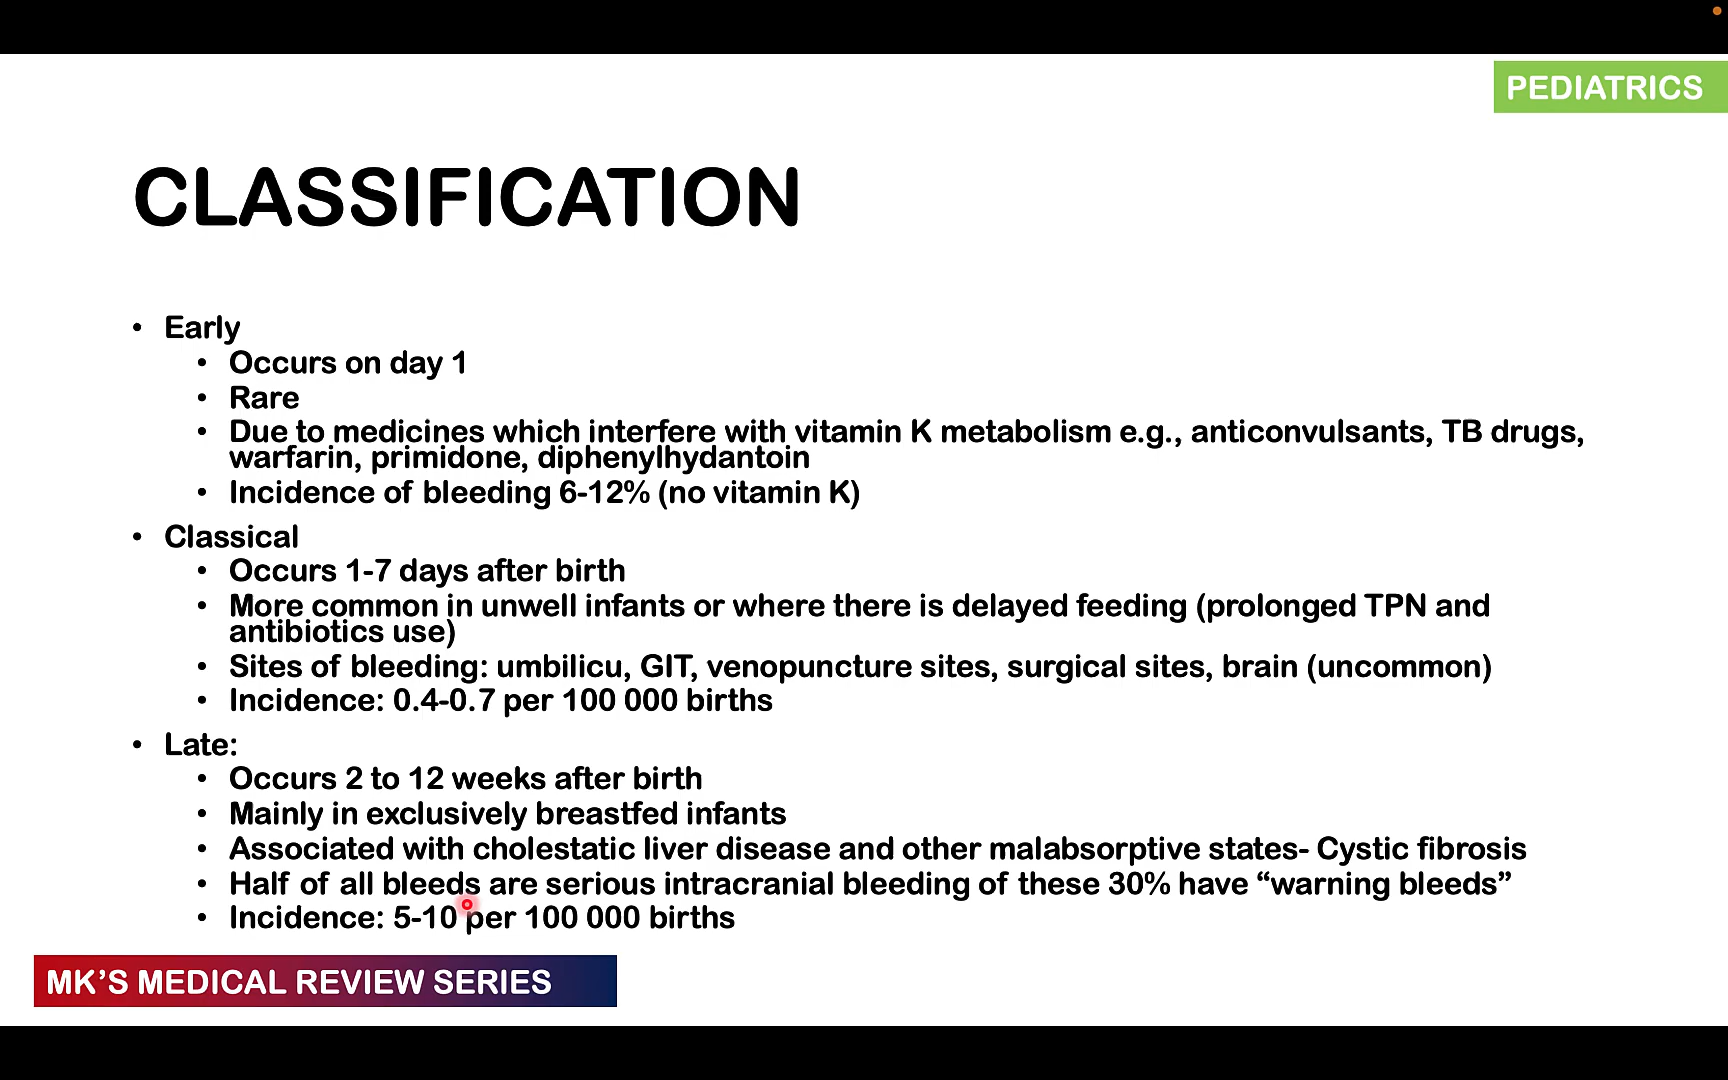 PEDIATRICS
CLASSIFICATION
• Early
• Occurs on day 1
• Rare
• Due to medicines which interfere with vitamin K metabolism e.g., anticonvulsants, TB drugs,
warfarin, primidone, diphenylhydantoin
• Incidence of bleeding 6-12% (no vitamin K)
• Classical
• Occurs 1-7 days after birth
• More common in unwell infants or where there is delayed feeding (prolonged TPN and
antibiotics use)
• Sites of bleeding: umbilicu, GIT, venopuncture sites, surgical sites, brain (uncommon)
• Incidence: 0.4-0.7 per 100 000 births
• Late:
• Occurs 2 to 12 weeks after birth
• Mainly in exclusively breastfed infants
• Associated with cholestatic liver disease and other malabsorptive states- Cystic fibrosis
• Half of all bleeds are serious intracranial bleeding of these 30% have “warning bleeds”
• Incidence: 5-10 per 100 000 births
MK’S MEDICAL REVIEW SERIES